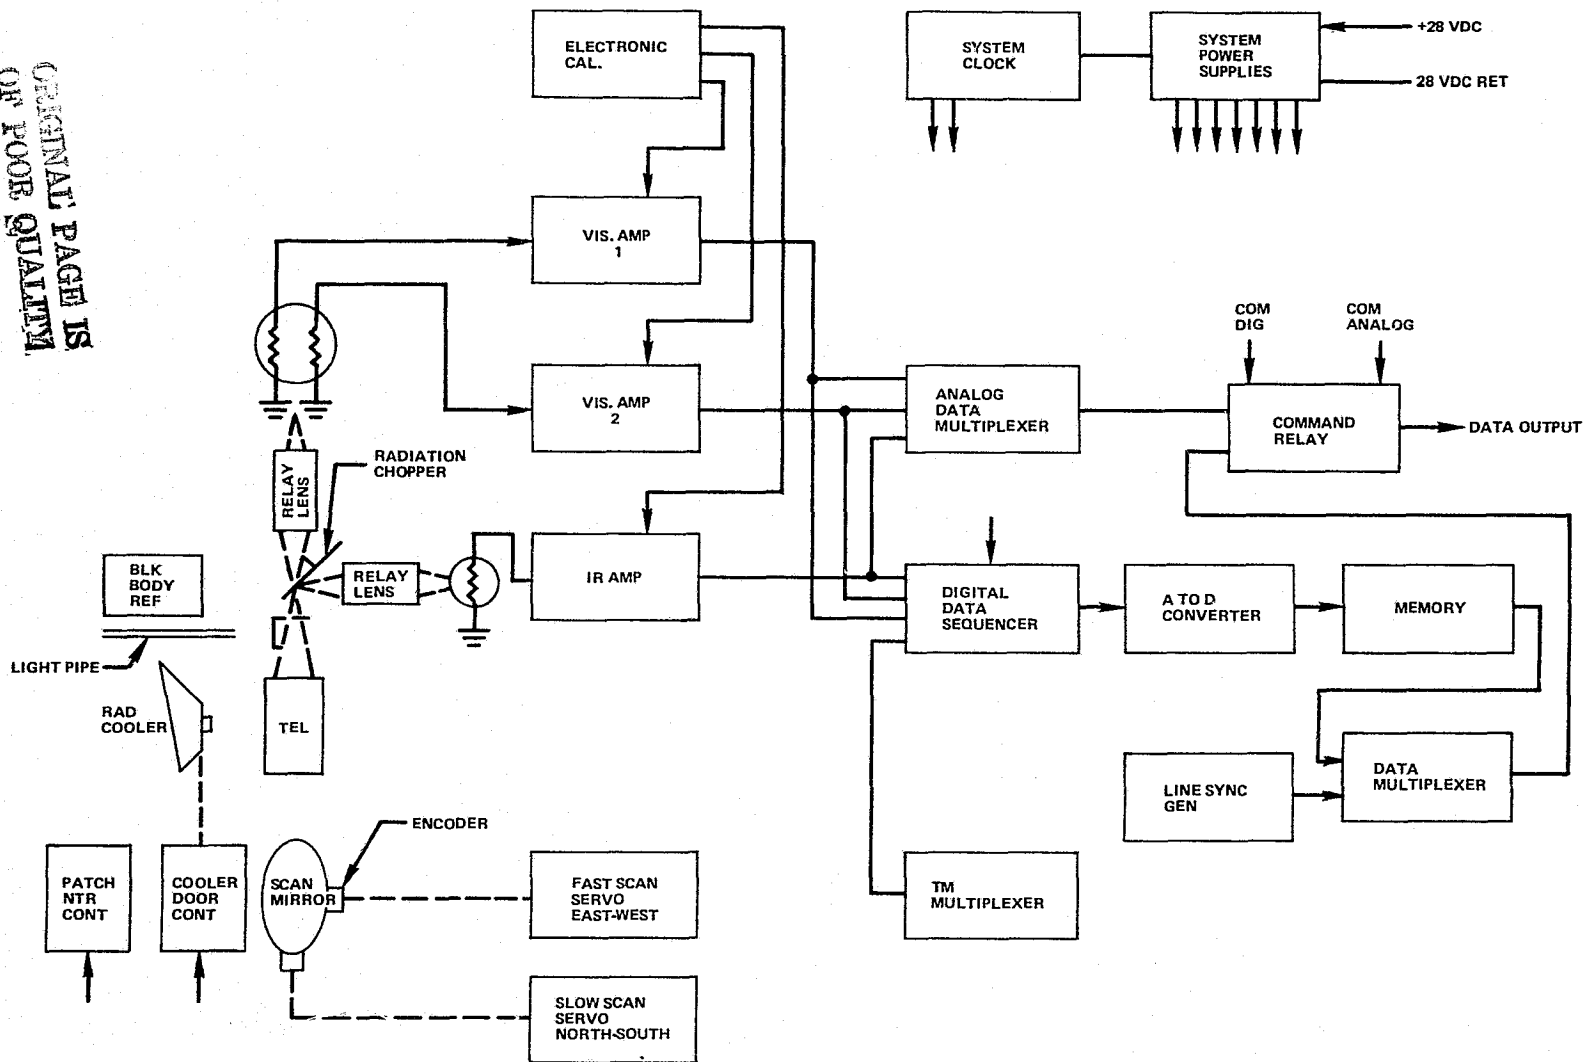 ORIGINAL PAGE IS
OF POOR QUALITY
ELECTRONIC
CAL.
SYSTEM
CLOCK
SYSTEM
POWER
SUPPLIES
+28 VDC
28 VDC RET
VIS. AMP
1
VIS. AMP
2
COM
DIG
COM
ANALOG
ANALOG
DATA
MULTIPLEXER
COMMAND
RELAY
DATA OUTPUT
RADIATION
CHOPPER
RELAY
LENS
BLK
BODY
REF
RELAY
LENS
IR AMP
DIGITAL
DATA
SEQUENCER
A TO D
CONVERTER
MEMORY
LIGHT PIPE
RAD
COOLER
TEL
LINE SYNC
GEN
DATA
MULTIPLEXER
ENCODER
PATCH
NTR
CONT
COOLER
DOOR
CONT
SCAN
MIRROR
FAST SCAN
SERVO
EAST-WEST
TM
MULTIPLEXER
SLOW SCAN
SERVO
NORTH-SOUTH